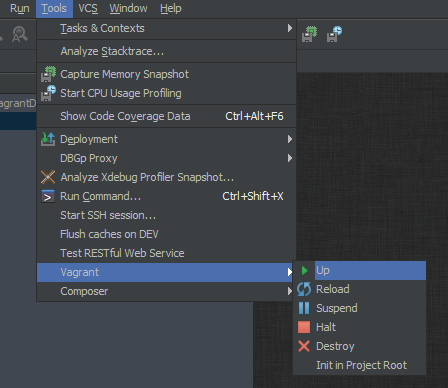 Run Tools VCS Window Help
Tasks & Contexts
Analyze Stacktrace...
Capture Memory Snapshot
Start CPU Usage Profiling
Show Code Coverage Data Ctrl+Alt+F6
Deployment
DBGp Proxy
Analyze Xdebug Profiler Snapshot...
Run Command... Ctrl+Shift+X
Start SSH session...
Flush caches on DEV
Test RESTful Web Service
Vagrant
Composer
Up
Reload
Suspend
Halt
Destroy
Init in Project Root
agrantD